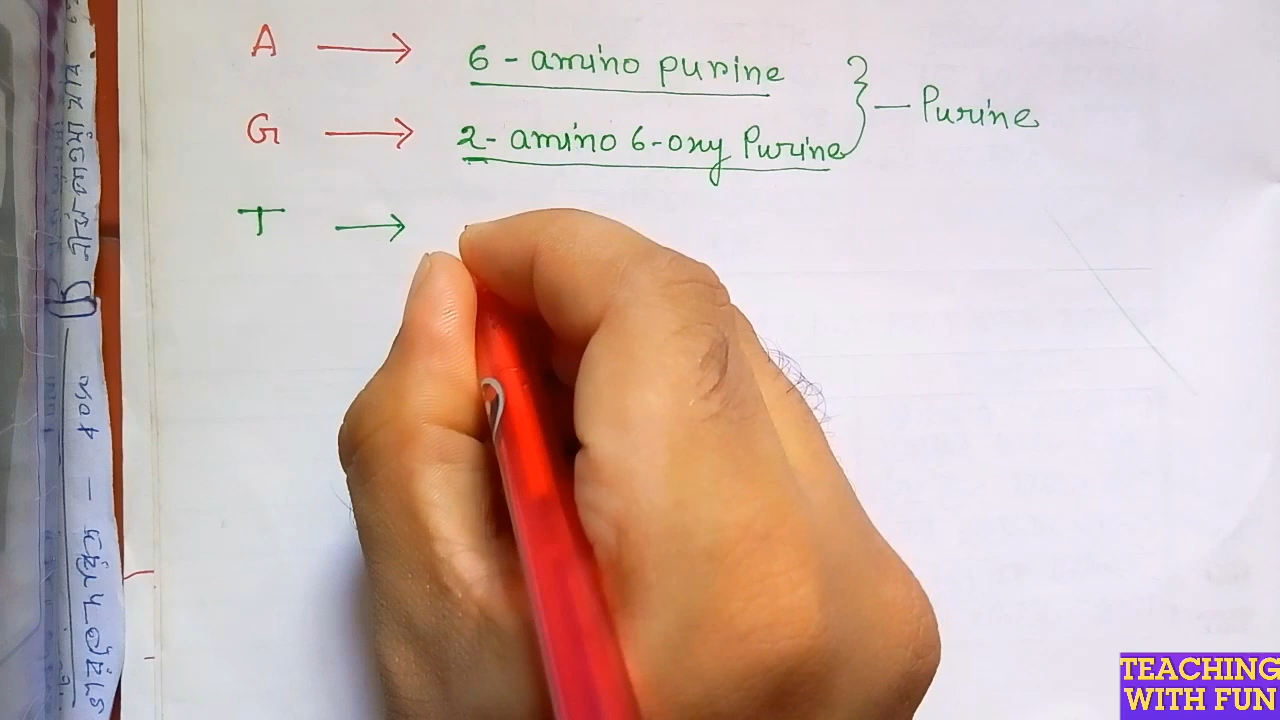 A → 6 - amino purine
G → 2- amino 6-oxy Purine } — Purine
T →
TEACHING
WITH FUN